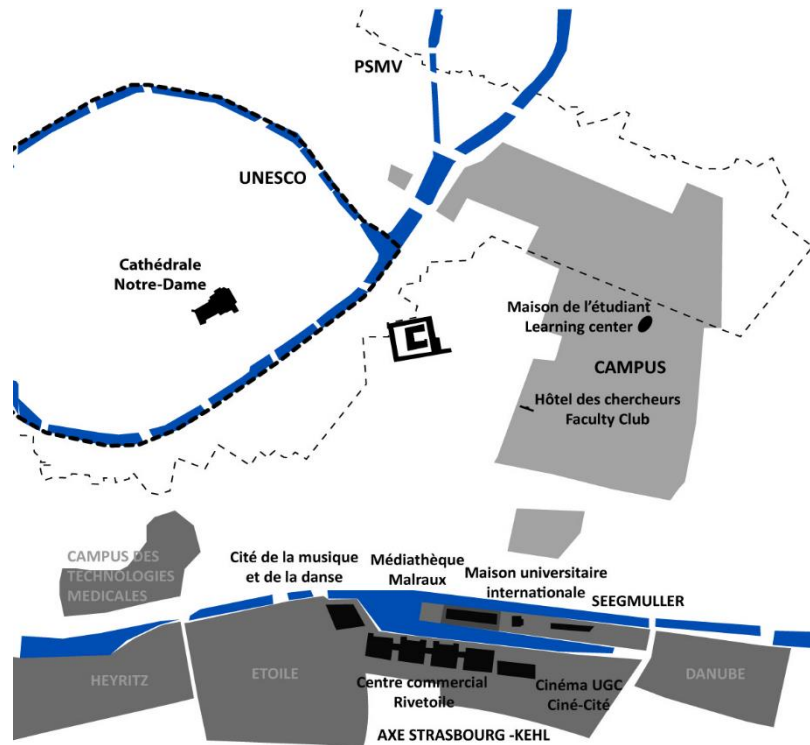 PSMV
UNESCO
Cathédrale
Notre-Dame
Maison de l'étudiant
Learning center
CAMPUS
Hôtel des chercheurs
Faculty Club
CAMPUS DES
TECHNOLOGIES
MEDICALES
Cité de la musique
et de la danse
Médiathèque
Malraux
Maison universitaire
internationale
SEEGMULLER
HEYRITZ
ETOILE
Centre commercial
Rivetoile
Cinéma UGC
Ciné-Cité
DANUBE
AXE STRASBOURG -KEHL